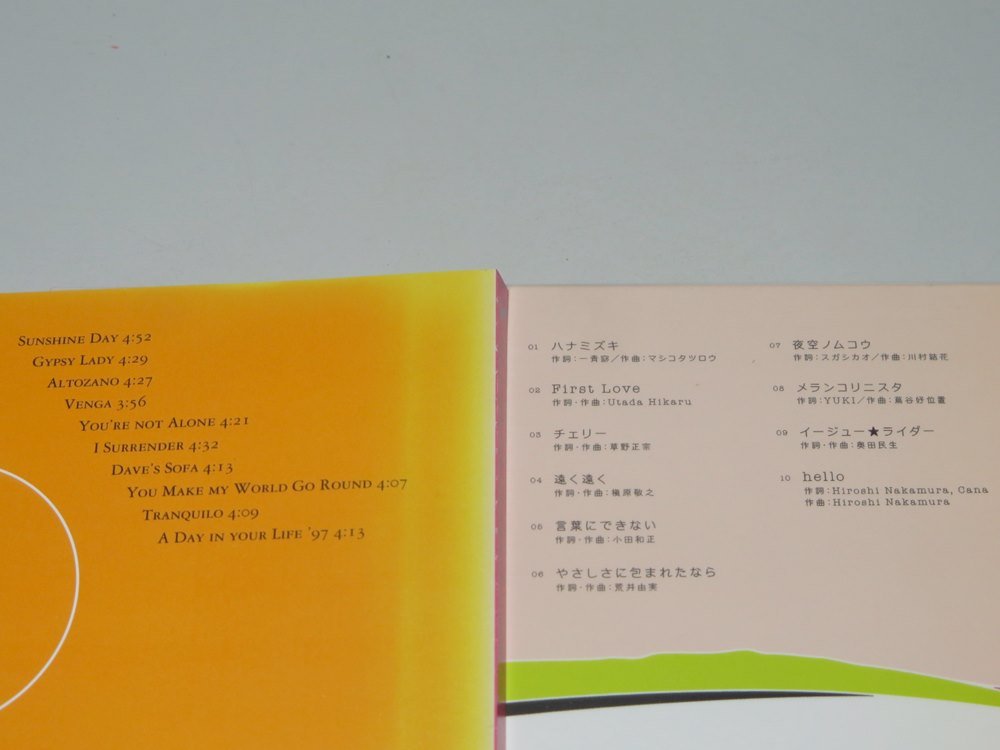 SUNSHINE DAY 4:52
GYPSY LADY 4:29
ALTOZANO 4:27
VENGA 3:56
YOU'RE NOT ALONE 4:21
I SURRENDER 4:32
DAVE'S SOFA 4:13
YOU MAKE MY WORLD GO ROUND 4:07
TRANQUILO 4:09
A DAY IN YOUR LIFE '97 4:13
01 ハナミズキ
作詞:一青窈/作曲:マシコタツロウ
02 First Love
作詞・作曲:Utada Hikaru
03 チェリー
作詞・作曲:草野正宗
04 遠く遠く
作詞・作曲:槇原敬之
05 言葉にできない
作詞・作曲:小田和正
06 やさしさに包まれたなら
作詞・作曲:荒井由実
07 夜空ノムコウ
作詞:スガシカオ/作曲:川村結花
08 メランコリニスタ
作詞:YUKI/作曲:蔦谷好位置
09 イージュー★ライダー
作詞・作曲:奥田民生
10 hello
作詞:Hiroshi Nakamura, Cana
作曲:Hiroshi Nakamura